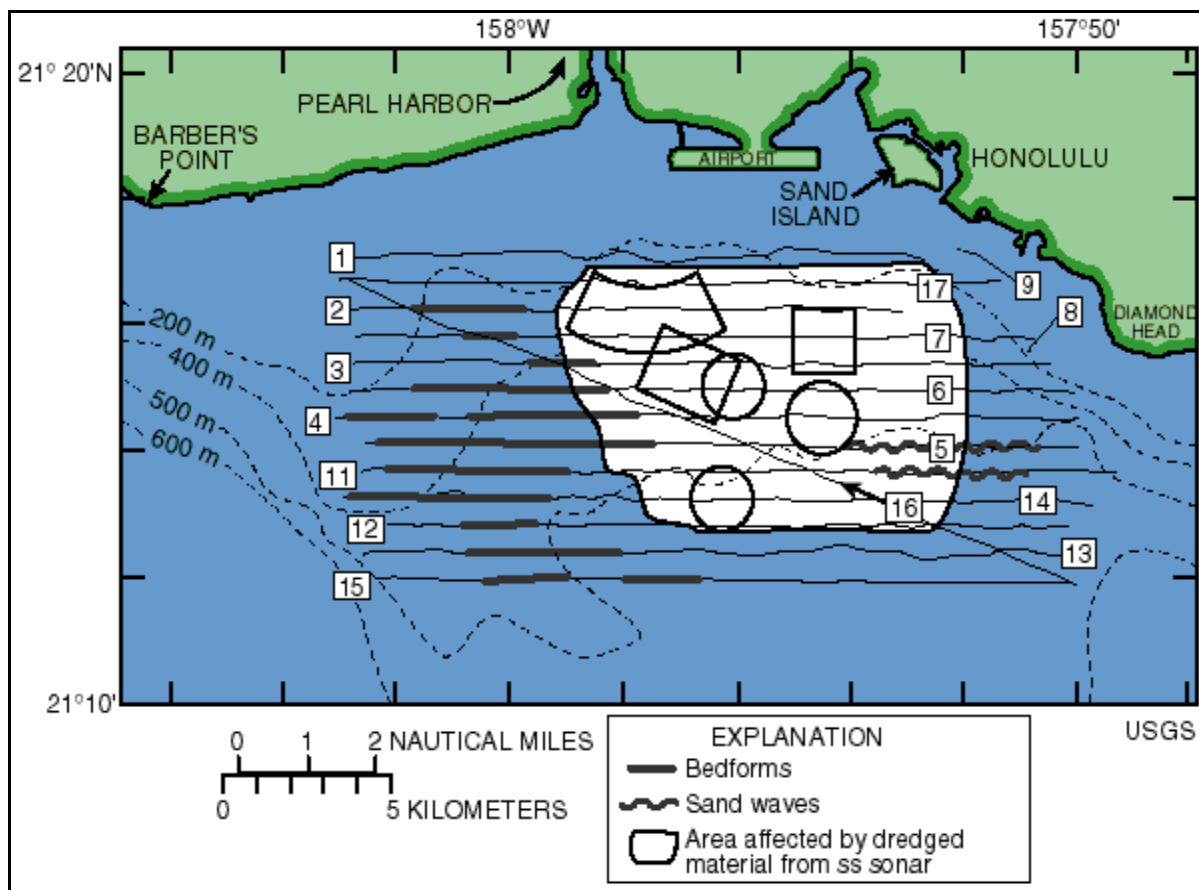 158°W
157°50'
21° 20'N
PEARL HARBOR
BARBER'S
POINT
AIRPORT
HONOLULU
SAND
ISLAND
1
9
17
2
8
DIAMOND
HEAD
200 m
7
3
400 m
6
4
500 m
5
600 m
11
16
14
12
13
15
21°10'
USGS
0 1 2 NAUTICAL MILES
0 5 KILOMETERS
EXPLANATION
Bedforms
Sand waves
Area affected by dredged
material from ss sonar